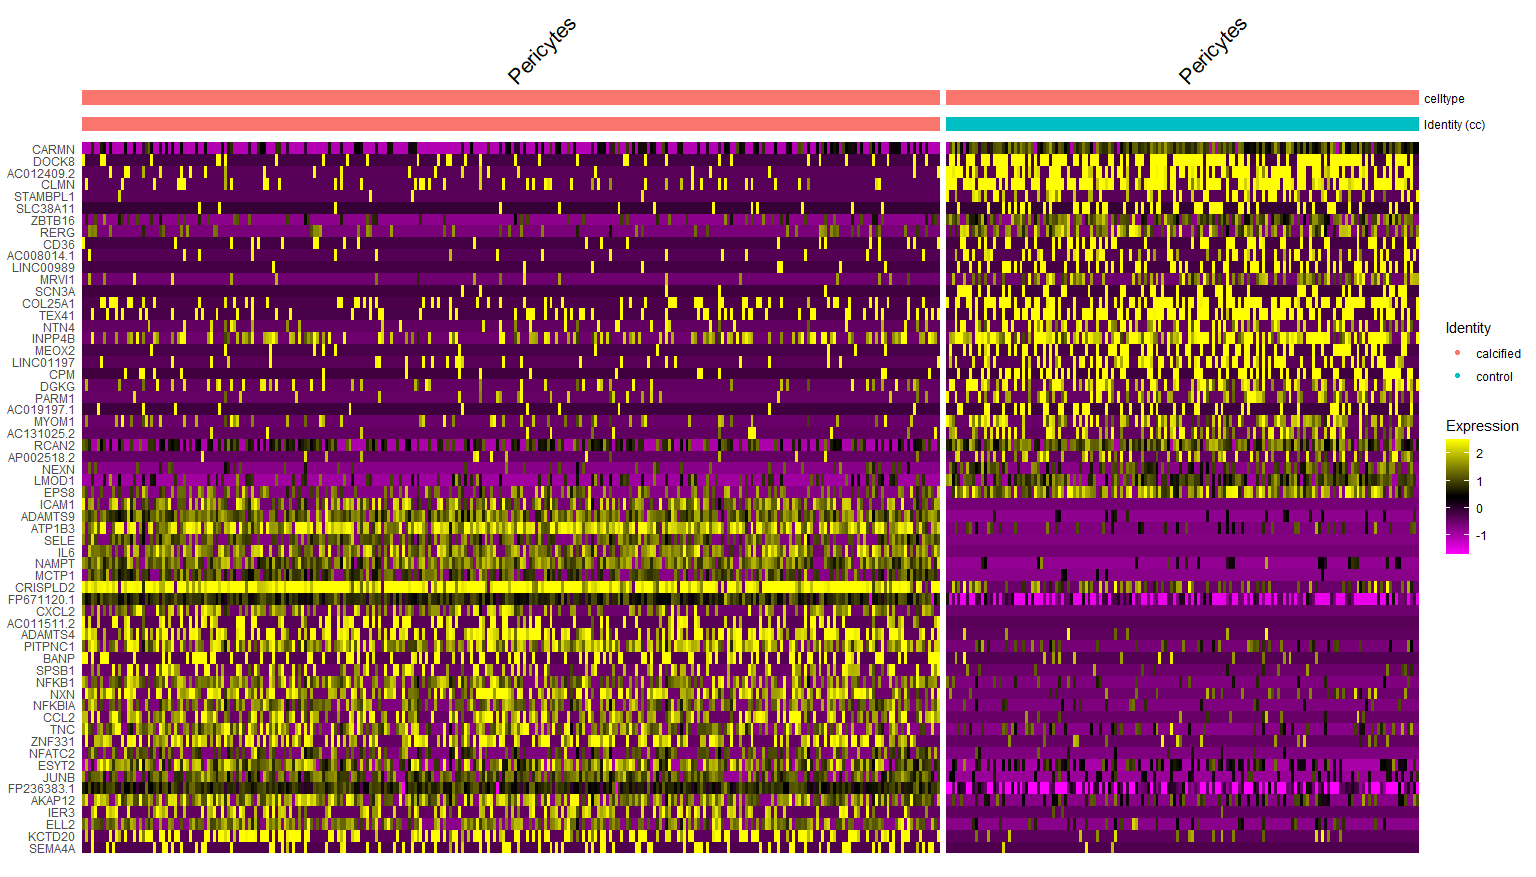 Pericytes
Pericytes
celltype
Identity (cc)
CARMN
DOCK8
AC012409.2
CLMN
STAMBPL1
SLC38A11
ZBTB16
RERG
CD36
AC008014.1
LINC00989
MRVI1
SCN3A
COL25A1
TEX41
NTN4
INPP4B
MEOX2
LINC01197
CPM
DGKG
PARM1
AC019197.1
MYOM1
AC131025.2
RCAN2
AP002518.2
NEXN
LMOD1
EPS8
ICAM1
ADAMTS9
ATP1B3
SELE
IL6
NAMPT
MCTP1
CRISPLD2
FP671120.1
CXCL2
AC011511.2
ADAMTS4
PITPNC1
BANP
SPSB1
NFKB1
NXN
NFKBIA
CCL2
TNC
ZNF331
NFATC2
ESYT2
JUNB
FP236383.1
AKAP12
IER3
ELL2
KCTD20
SEMA4A
Identity
calcified
control
Expression
2
1
0
-1